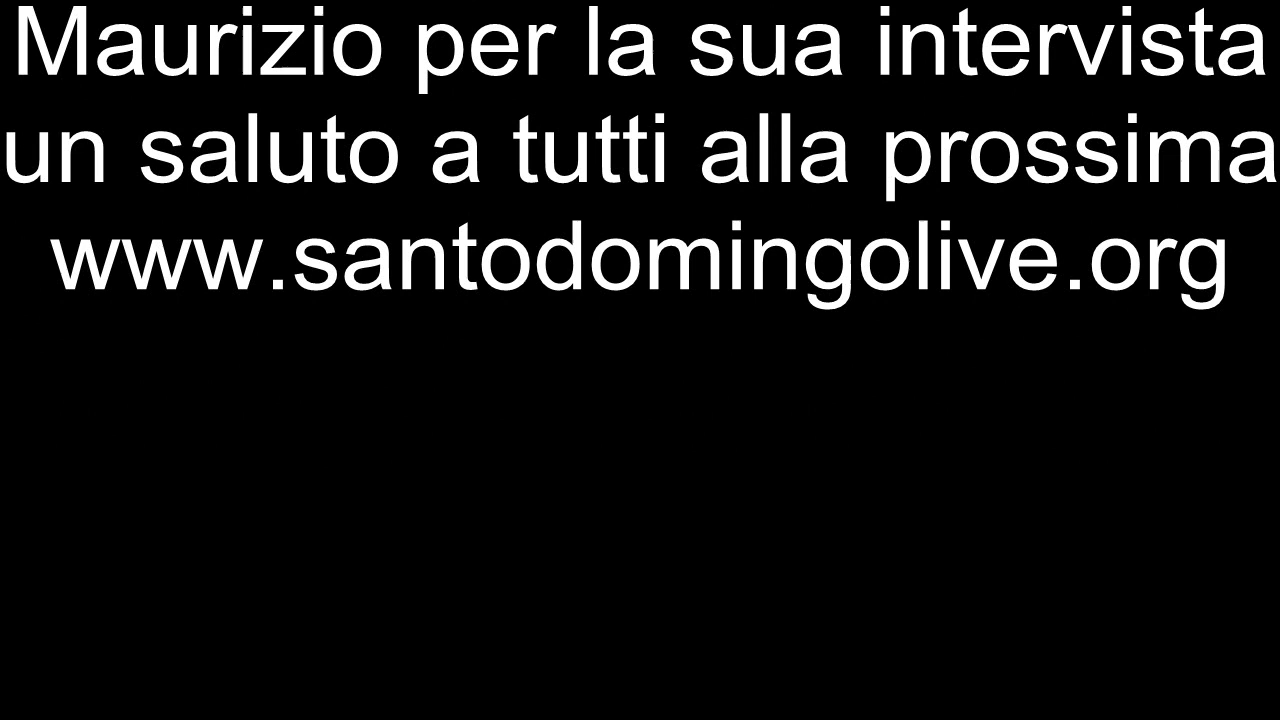 Maurizio per la sua intervista
un saluto a tutti alla prossima
www.santodomingolive.org